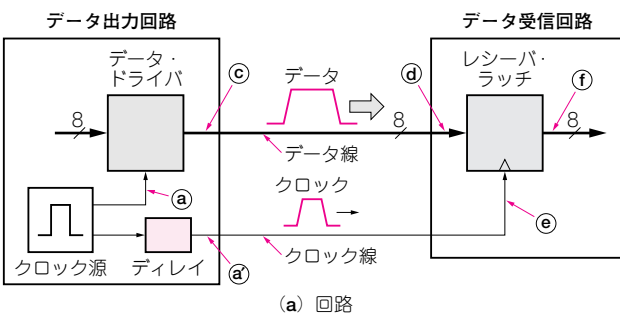 データ出力回路
データ受信回路
データ・
ドライバ
ⓒ
データ
ⓓ
レシーバ・
ラッチ
ⓕ
8
8
8
データ線
ⓐ
クロック
ⓔ
クロック源
ディレイ
ⓐ′
クロック線
(a) 回路